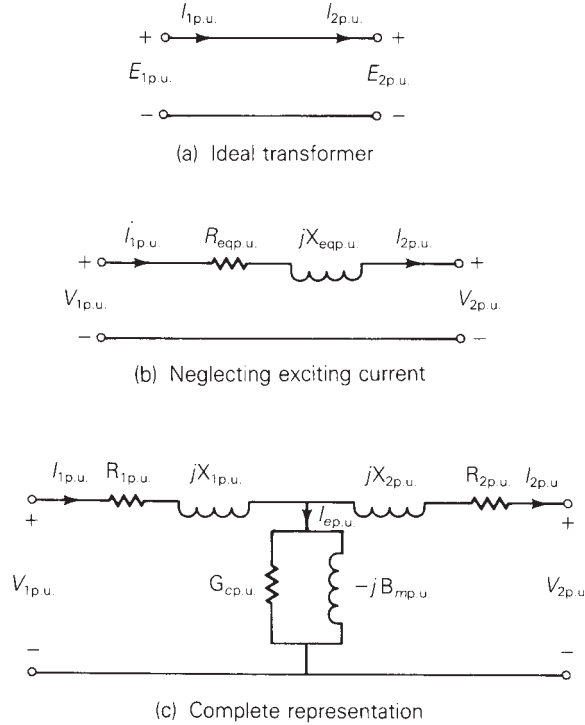 I1p.u. I2p.u.
+ +
E1p.u. E2p.u.
− −
(a) Ideal transformer
I1p.u. Reqp.u. jXeqp.u. I2p.u.
+ +
V1p.u. V2p.u.
− −
(b) Neglecting exciting current
I1p.u. R1p.u. jX1p.u. jX2p.u. R2p.u. I2p.u
+ Iep.u. +
V1p.u. Gcp.u. −jBmp.u. V2p.u
− −
(c) Complete representation